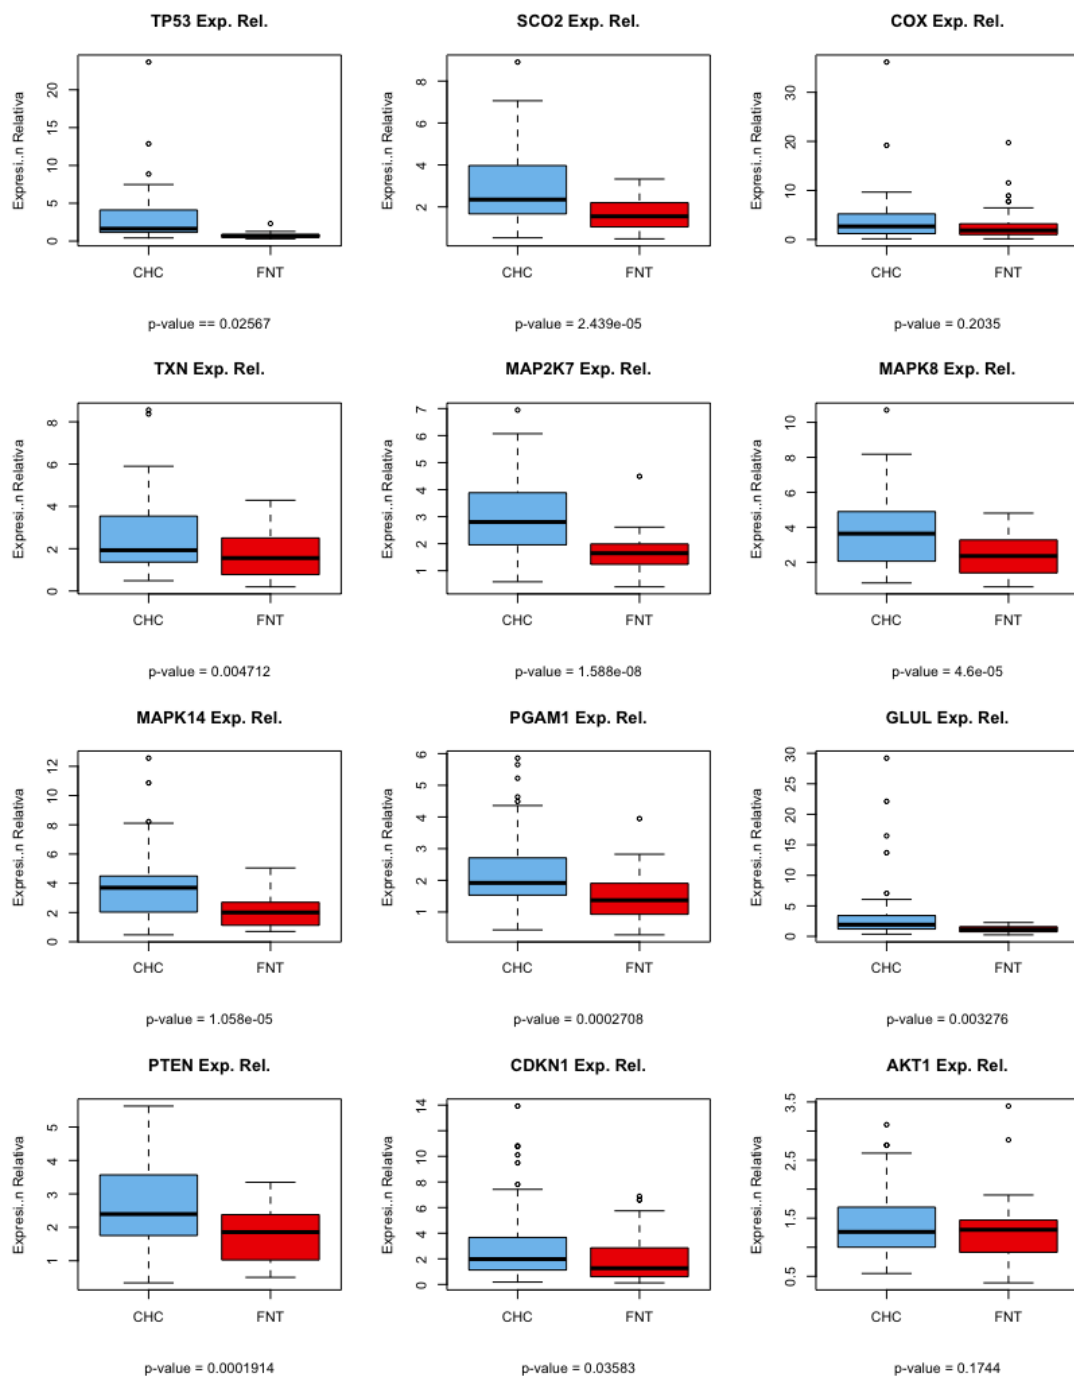 TP53 Exp. Rel.
SCO2 Exp. Rel.
COX Exp. Rel.
Expresi..n Relativa
0 5 10 15 20
CHC FNT
p-value == 0.02567
Expresi..n Relativa
2 4 6 8
CHC FNT
p-value = 2.439e-05
Expresi..n Relativa
0 10 20 30
CHC FNT
p-value = 0.2035
TXN Exp. Rel.
MAP2K7 Exp. Rel.
MAPK8 Exp. Rel.
Expresi..n Relativa
0 2 4 6 8
CHC FNT
p-value = 0.004712
Expresi..n Relativa
1 2 3 4 5 6 7
CHC FNT
p-value = 1.588e-08
Expresi..n Relativa
2 4 6 8 10
CHC FNT
p-value = 4.6e-05
MAPK14 Exp. Rel.
PGAM1 Exp. Rel.
GLUL Exp. Rel.
Expresi..n Relativa
0 2 4 6 8 10 12
CHC FNT
p-value = 1.058e-05
Expresi..n Relativa
1 2 3 4 5 6
CHC FNT
p-value = 0.0002708
Expresi..n Relativa
0 5 10 15 20 25 30
CHC FNT
p-value = 0.003276
PTEN Exp. Rel.
CDKN1 Exp. Rel.
AKT1 Exp. Rel.
Expresi..n Relativa
1 2 3 4 5
CHC FNT
p-value = 0.0001914
Expresi..n Relativa
0 2 4 6 8 10 12 14
CHC FNT
p-value = 0.03583
Expresi..n Relativa
0.5 1.5 2.5 3.5
CHC FNT
p-value = 0.1744